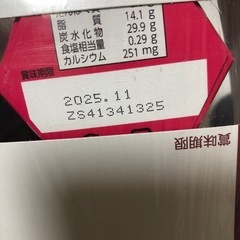 14.1 g
脂質 29.9 g
炭水化物 0.29 g
食塩相当量 251 mg
カルシウム
賞味期限
2025.11
ZS41341325
賞味期限